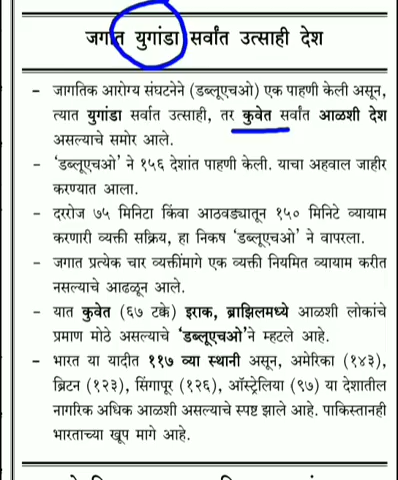 जगात युगांडा सर्वांत उत्साही देश
– जागतिक आरोग्य संघटनेने (डब्लूएचओ) एक पाहणी केली असून,
त्यात युगांडा सर्वात उत्साही, तर कुवेत सर्वांत आळशी देश
असल्याचे समोर आले.
– 'डब्लूएचओ' ने १५६ देशांत पाहणी केली. याचा अहवाल जाहीर
करण्यात आला.
– दररोज ७५ मिनिटा किंवा आठवड्यातून १५० मिनिटे व्यायाम
करणारी व्यक्ती सक्रिय, हा निकष 'डब्लूएचओ' ने वापरला.
– जगात प्रत्येक चार व्यक्तींमागे एक व्यक्ती नियमित व्यायाम करीत
नसल्याचे आढळून आले.
– यात कुवेत (६७ टक्के) इराक, ब्राझिलमध्ये आळशी लोकांचे
प्रमाण मोठे असल्याचे 'डब्लूएचओ'ने म्हटले आहे.
– भारत या यादीत ११७ व्या स्थानी असून, अमेरिका (१४३),
ब्रिटन (१२३), सिंगापूर (१२६), ऑस्ट्रेलिया (९७) या देशातील
नागरिक अधिक आळशी असल्याचे स्पष्ट झाले आहे. पाकिस्तानही
भारताच्या खूप मागे आहे.